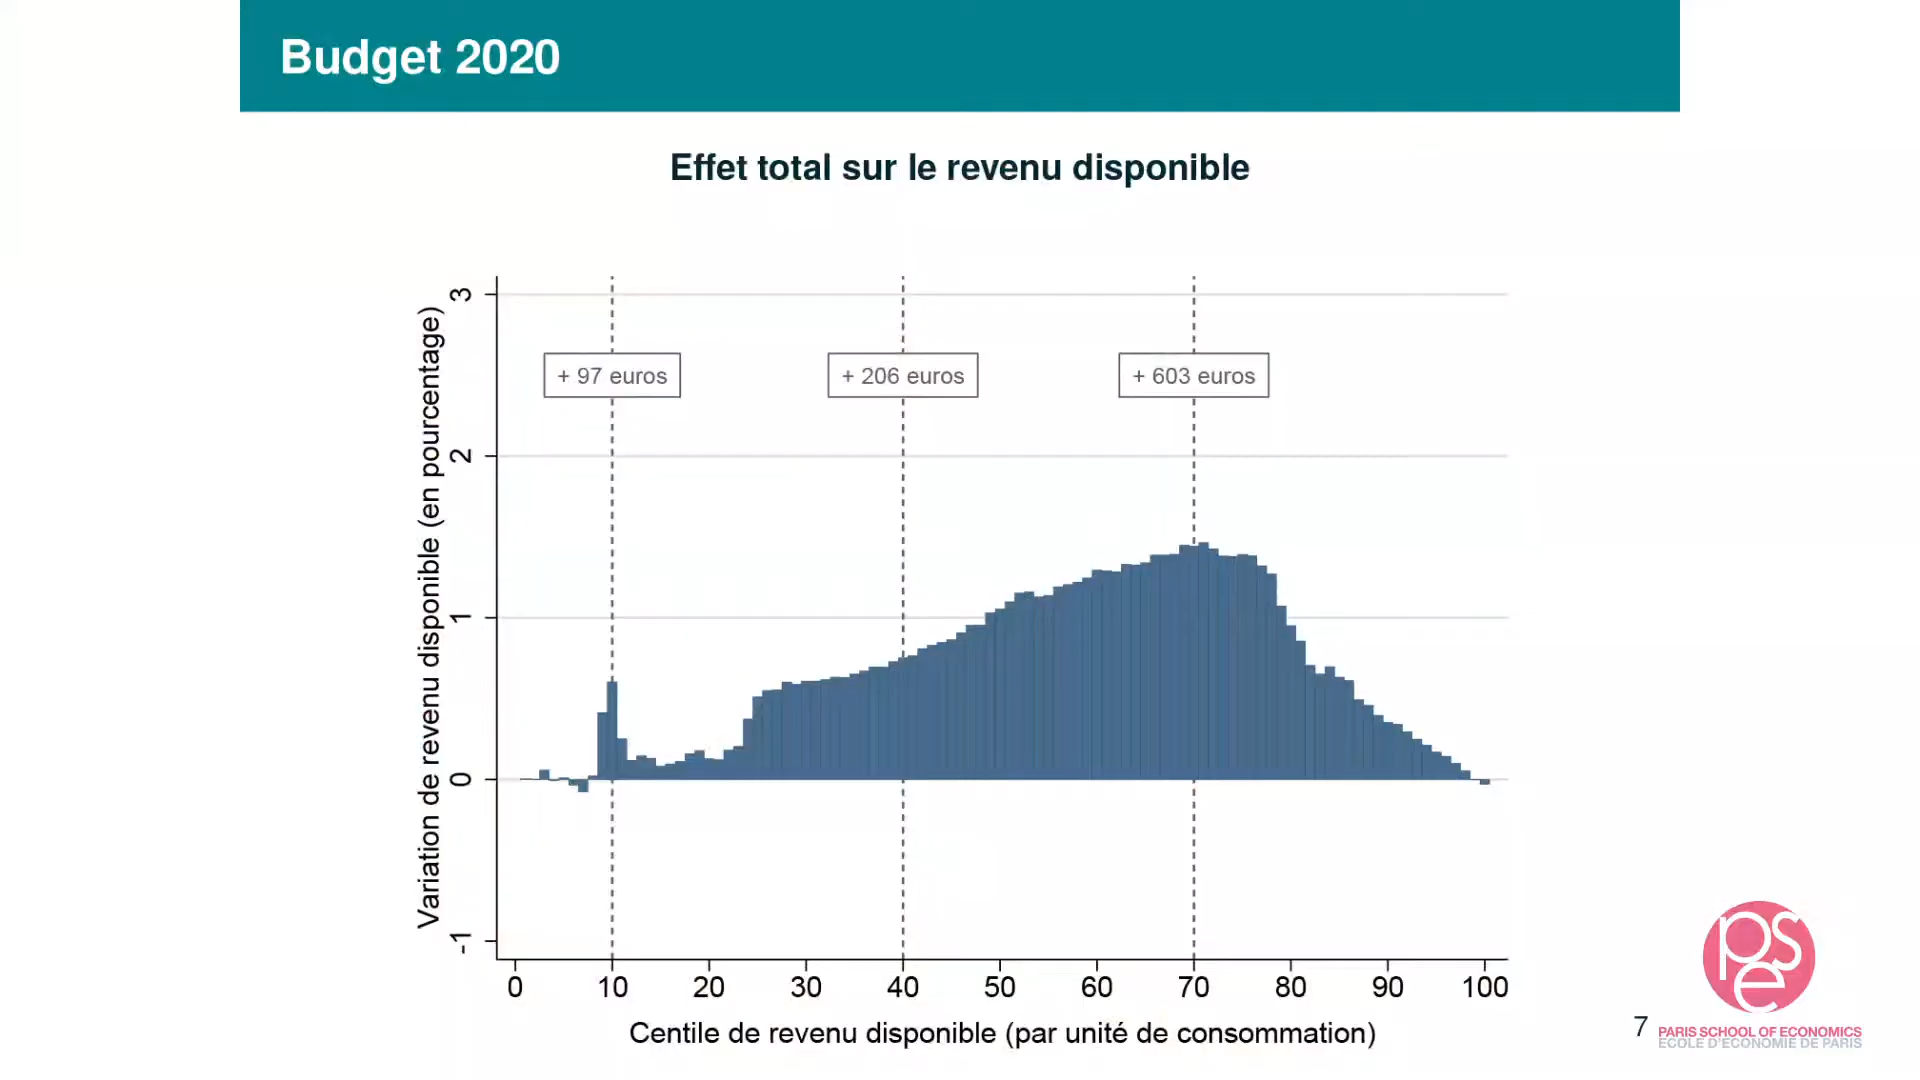 Budget 2020
Effet total sur le revenu disponible
Variation de revenu disponible (en pourcentage)
3
2
1
0
-1
+ 97 euros
+ 206 euros
+ 603 euros
0 10 20 30 40 50 60 70 80 90 100
Centile de revenu disponible (par unité de consommation)
pse
7
PARIS SCHOOL OF ECONOMICS
ECOLE D'ECONOMIE DE PARIS